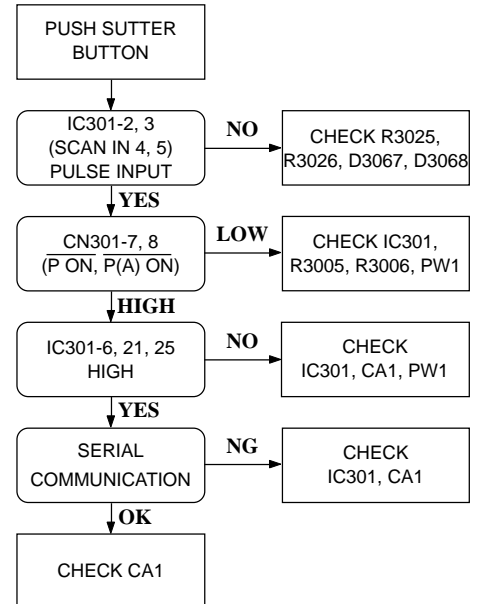 PUSH SUTTER
BUTTON
IC301-2, 3
(SCAN IN 4, 5)
PULSE INPUT
NO
CHECK R3025,
R3026, D3067, D3068
YES
CN301-7, 8
(P ON, P(A) ON)
LOW
CHECK IC301,
R3005, R3006, PW1
HIGH
IC301-6, 21, 25
HIGH
NO
CHECK
IC301, CA1, PW1
YES
SERIAL
COMMUNICATION
NG
CHECK
IC301, CA1
OK
CHECK CA1